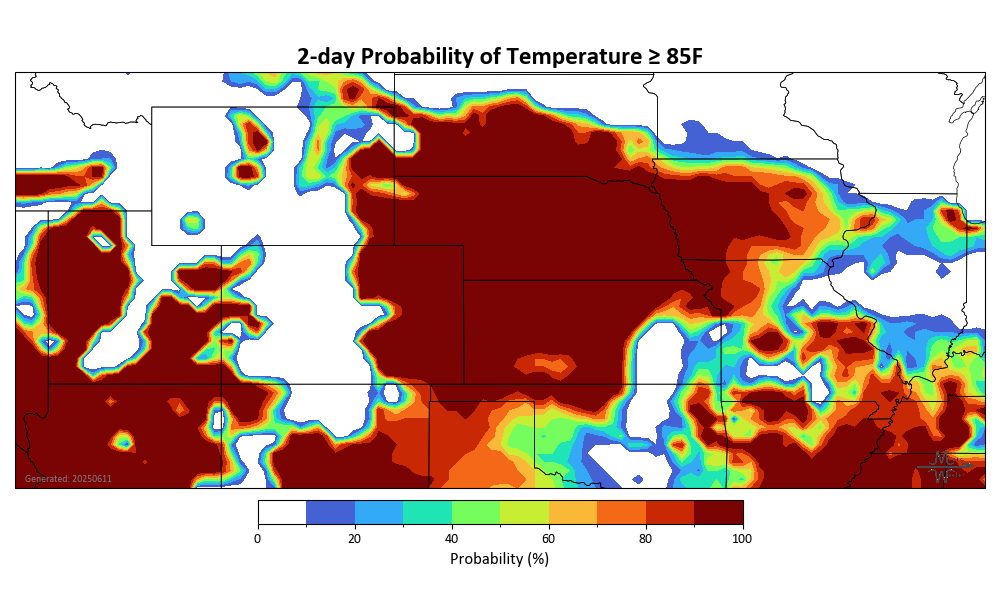 2-day Probability of Temperature ≥ 85F
Generated: 20250611
0 20 40 60 80 100
Probability (%)